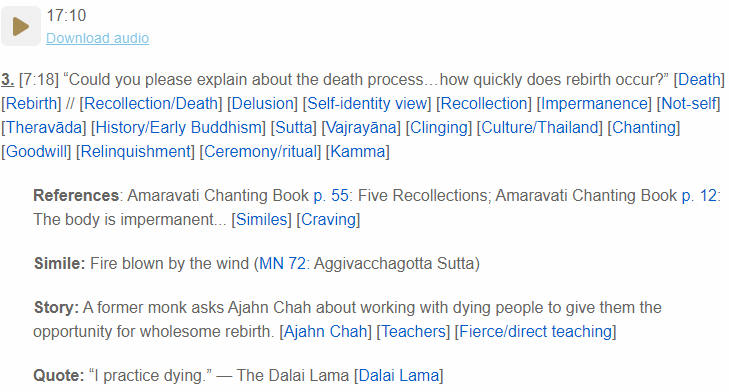 17:10
Download audio
3. [7:18] “Could you please explain about the death process…how quickly does rebirth occur?” [Death]
[Rebirth] // [Recollection/Death] [Delusion] [Self-identity view] [Recollection] [Impermanence] [Not-self]
[Theravāda] [History/Early Buddhism] [Sutta] [Vajrayāna] [Clinging] [Culture/Thailand] [Chanting]
[Goodwill] [Relinquishment] [Ceremony/ritual] [Kamma]
References: Amaravati Chanting Book p. 55: Five Recollections; Amaravati Chanting Book p. 12:
The body is impermanent... [Similes] [Craving]
Simile: Fire blown by the wind (MN 72: Aggivacchagotta Sutta)
Story: A former monk asks Ajahn Chah about working with dying people to give them the
opportunity for wholesome rebirth. [Ajahn Chah] [Teachers] [Fierce/direct teaching]
Quote: “I practice dying.” — The Dalai Lama [Dalai Lama]